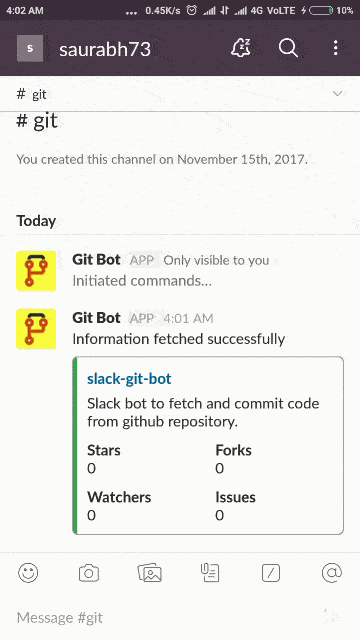 4:02 AM ... 0.45K/s 4G VoLTE 10%
s saurabh73
# git
# git
You created this channel on November 15th, 2017.
Today
Git Bot APP Only visible to you
Initiated commands...
Git Bot APP 4:01 AM
Information fetched successfully
slack-git-bot
Slack bot to fetch and commit code
from github repository.
Stars Forks
0 0
Watchers Issues
0 0
Message #git